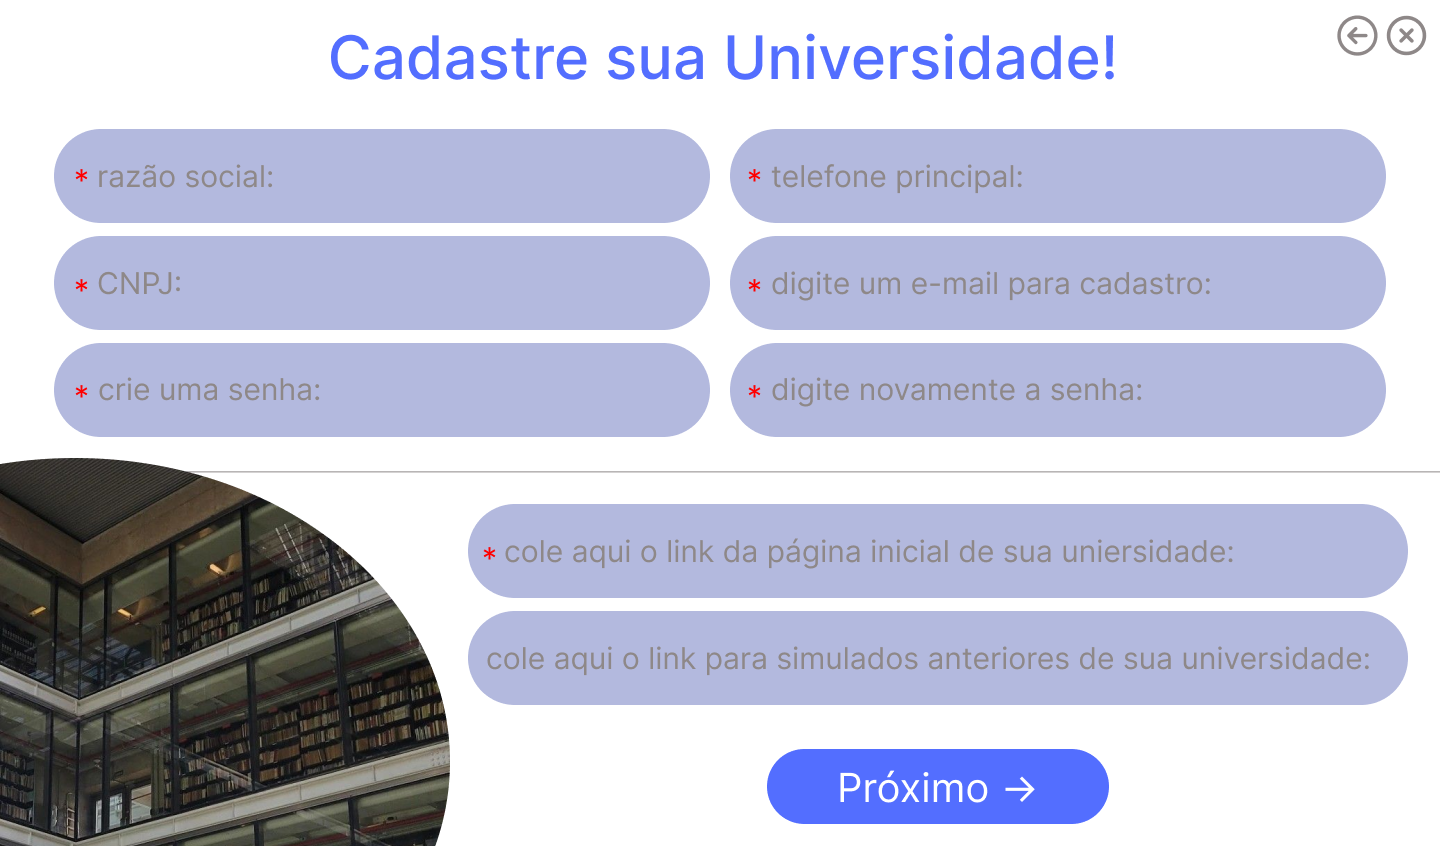 Cadastre sua Universidade!
* razão social:
* telefone principal:
* CNPJ:
* digite um e-mail para cadastro:
* crie uma senha:
* digite novamente a senha:
* cole aqui o link da página inicial de sua uniersidade:
cole aqui o link para simulados anteriores de sua universidade:
Próximo →